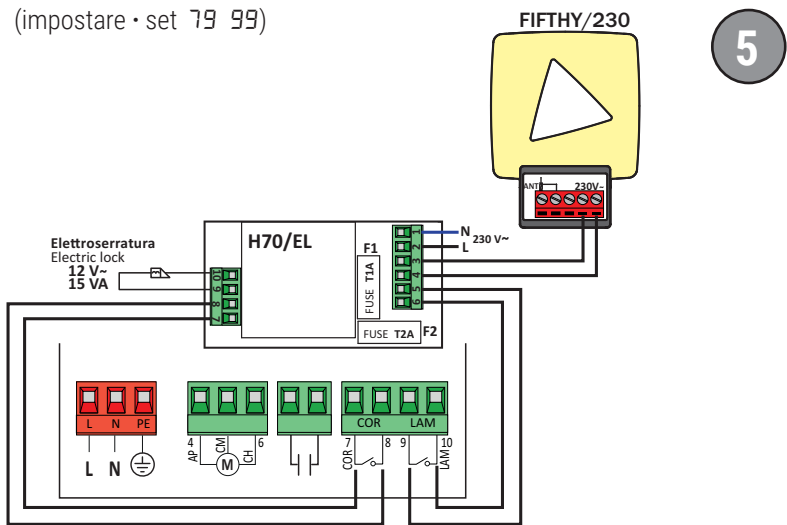 (impostare • set 79 99)
FIFTHY/230
5
ANT 230V~
H70/EL
F1
FUSE T1A
FUSE T2A F2
1
2
3
4
5
6
N
L
230 V~
Elettroserratura
Electric lock
12 V~
15 VA
10
9
8
7
L N PE
L N
4 6
AP CM CH
M
COR LAM
7 8 9 10
COR LAM